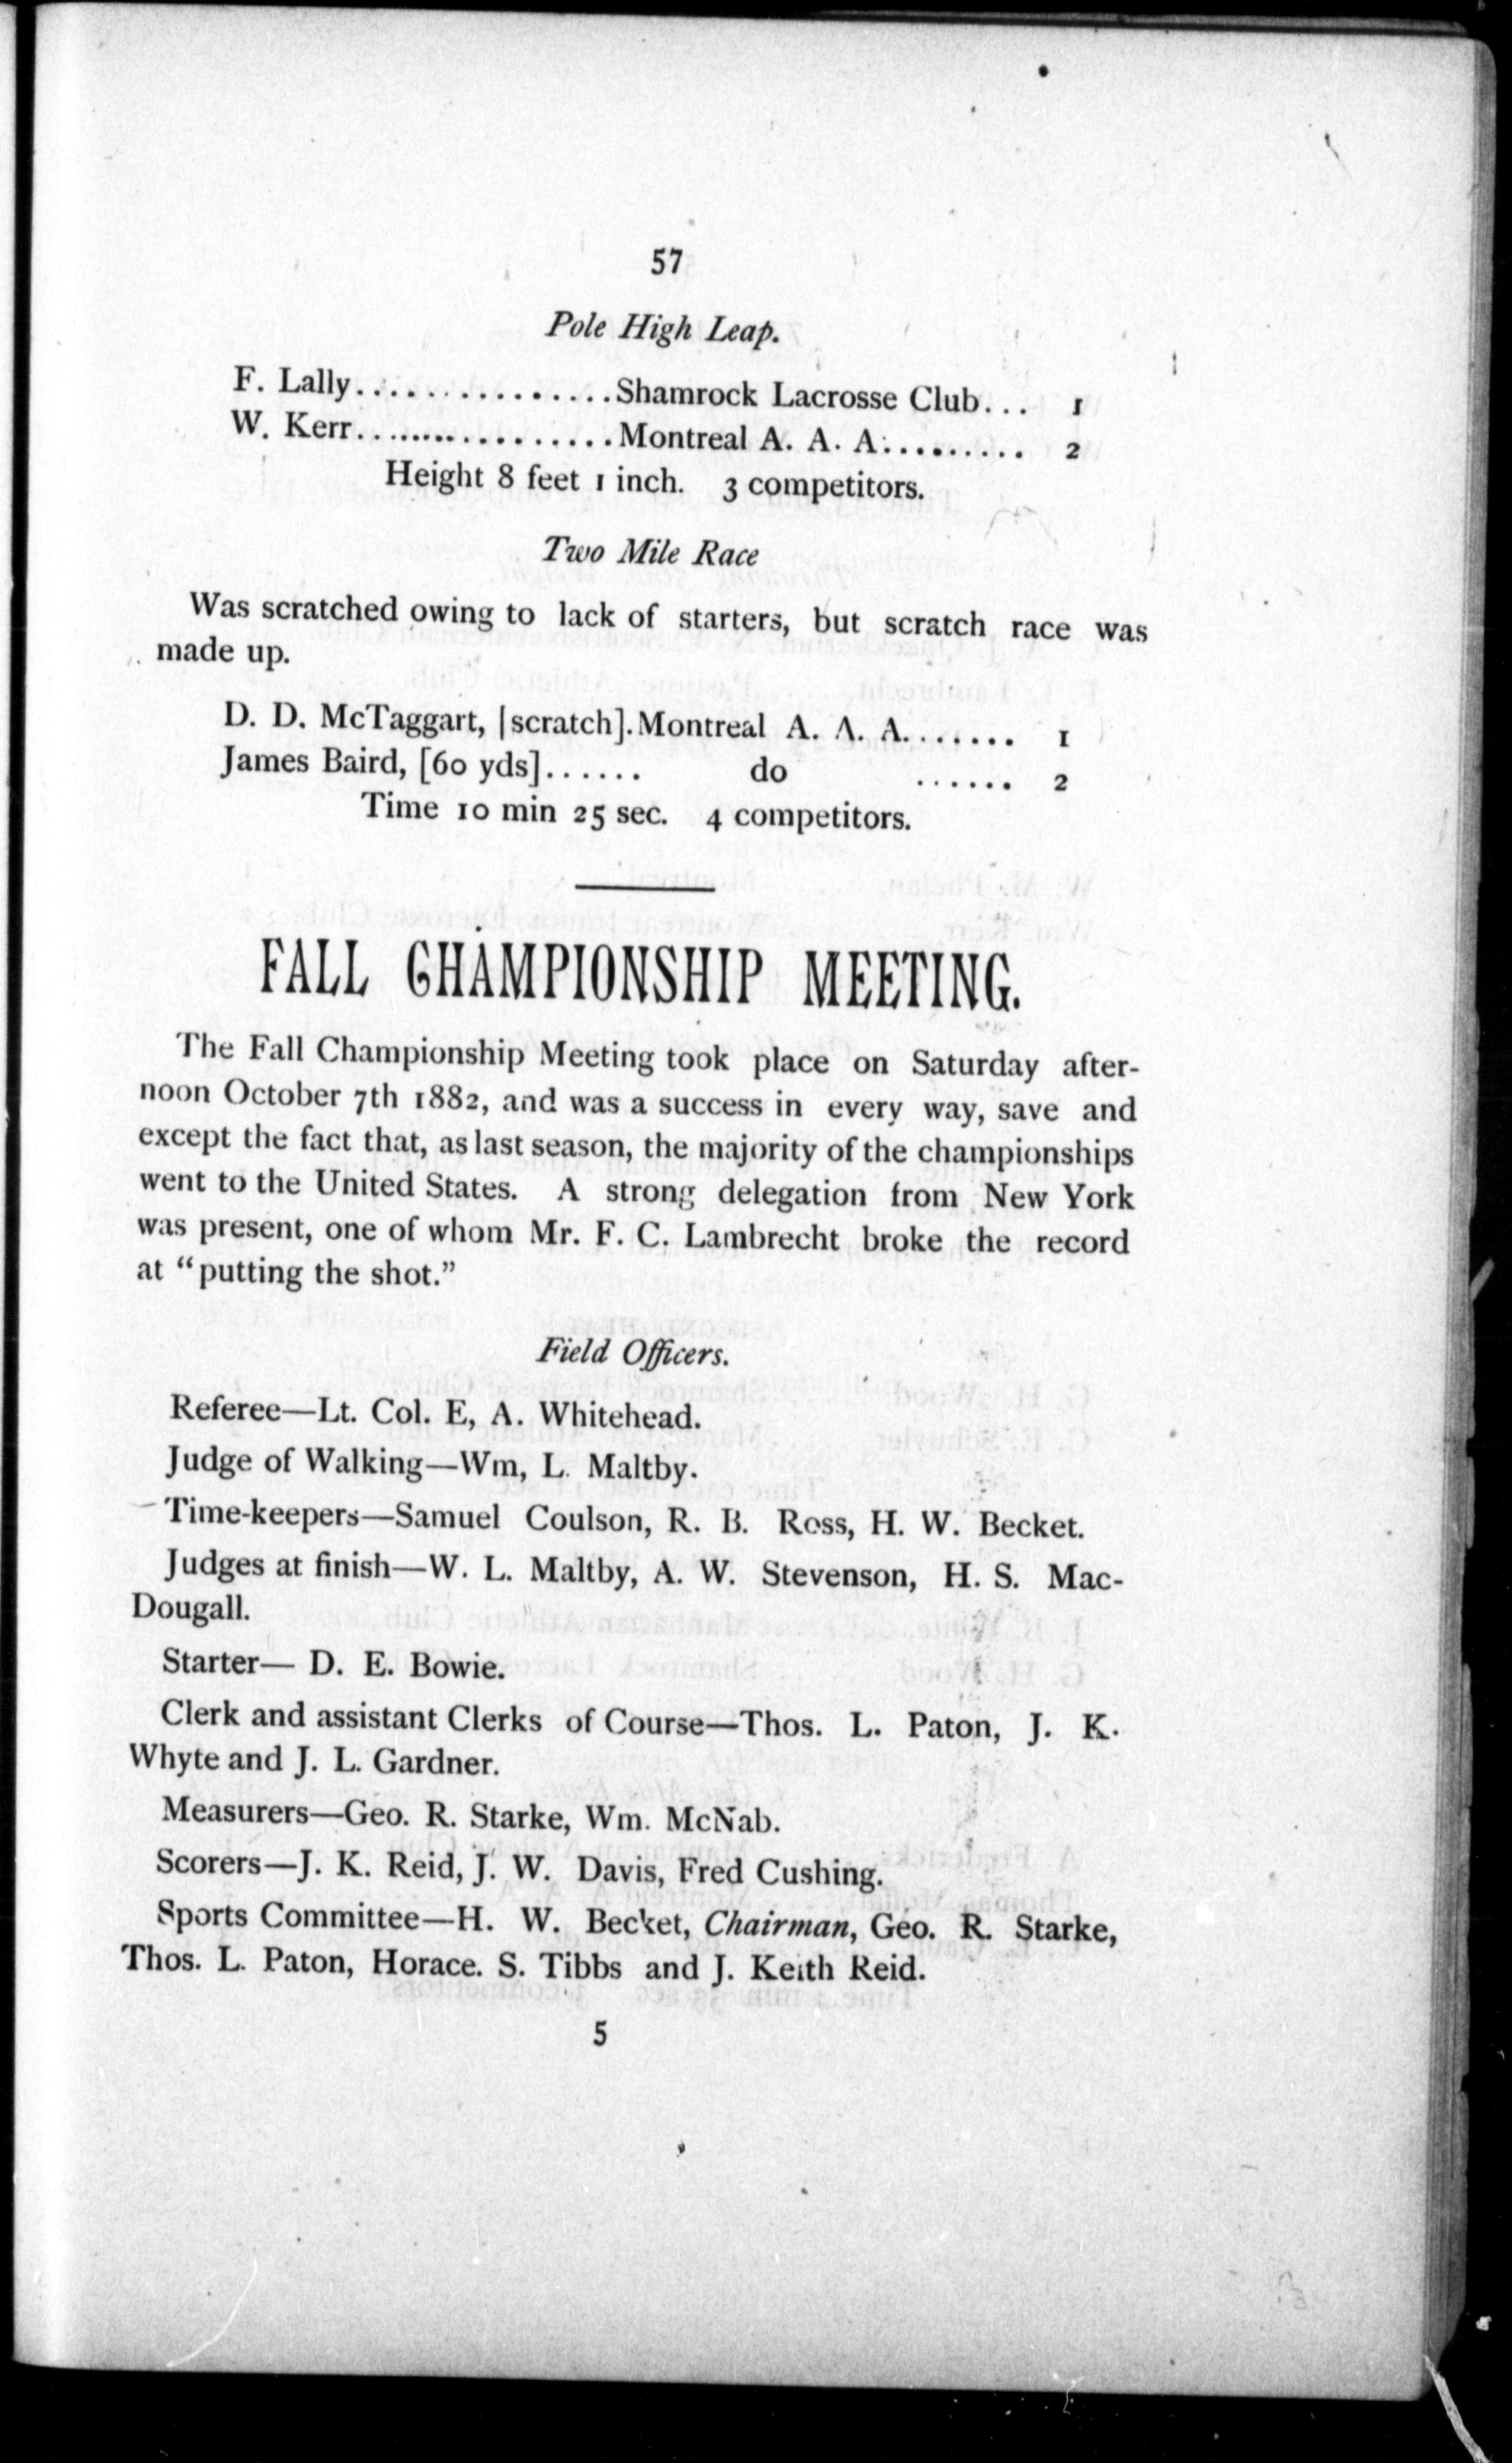 57
Pole High Leap.
F. Lally................Shamrock Lacrosse Club... 1
W. Kerr.................Montreal A. A. A.......... 2
Height 8 feet 1 inch. 3 competitors.
Two Mile Race
Was scratched owing to lack of starters, but scratch race was
made up.
D. D. McTaggart, [scratch].Montreal A. A. A....... 1
James Baird, [60 yds]...... do ...... 2
Time 10 min 25 sec. 4 competitors.
FALL CHAMPIONSHIP MEETING.
The Fall Championship Meeting took place on Saturday after-
noon October 7th 1882, and was a success in every way, save and
except the fact that, as last season, the majority of the championships
went to the United States. A strong delegation from New York
was present, one of whom Mr. F. C. Lambrecht broke the record
at “putting the shot.”
Field Officers.
Referee—Lt. Col. E, A. Whitehead.
Judge of Walking—Wm, L. Maltby.
Time-keepers—Samuel Coulson, R. B. Ross, H. W. Becket.
Judges at finish—W. L. Maltby, A. W. Stevenson, H. S. Mac-
Dougall.
Starter— D. E. Bowie.
Clerk and assistant Clerks of Course—Thos. L. Paton, J. K.
Whyte and J. L. Gardner.
Measurers—Geo. R. Starke, Wm. McNab.
Scorers—J. K. Reid, J. W. Davis, Fred Cushing.
Sports Committee—H. W. Becket, Chairman, Geo. R. Starke,
Thos. L. Paton, Horace. S. Tibbs and J. Keith Reid.
5